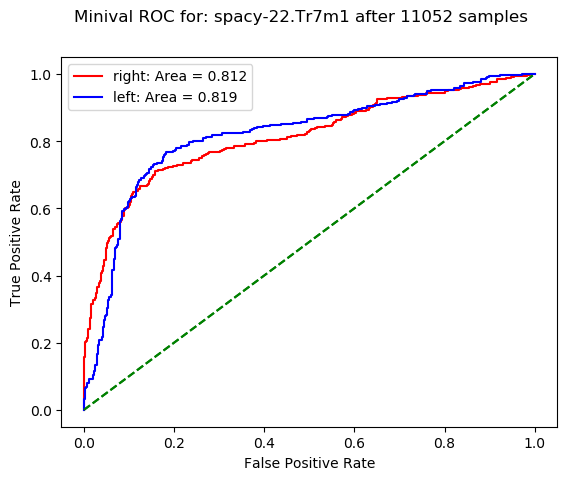 Minival ROC for: spacy-22.Tr7m1 after 11052 samples
right: Area = 0.812
left: Area = 0.819
True Positive Rate
1.0
0.8
0.6
0.4
0.2
0.0
0.0 0.2 0.4 0.6 0.8 1.0
False Positive Rate